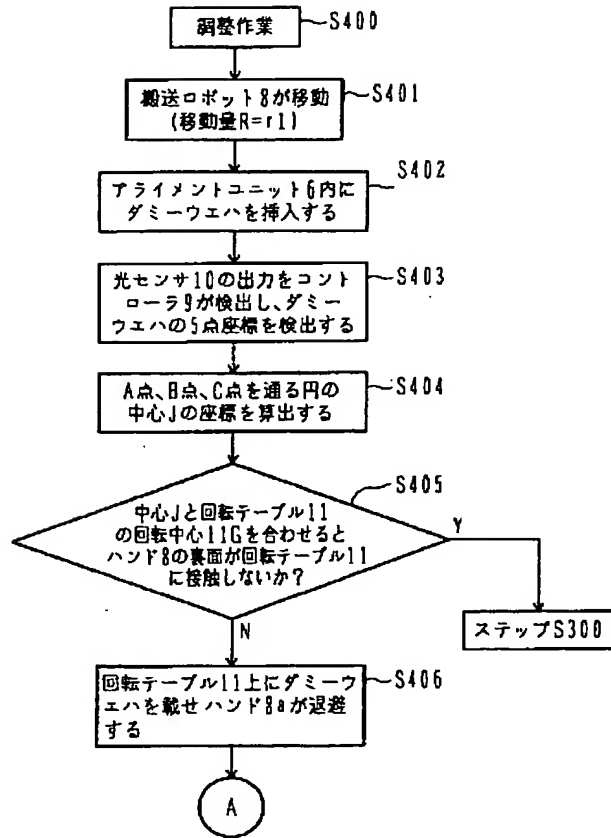 調整作業
S400
搬送ロボット8が移動
(移動量R=r1)
S401
アライメントユニット6内に
ダミーウエハを挿入する
S402
光センサ10の出力をコント
ローラ9が検出し、ダミー
ウエハの5点座標を検出する
S403
A点、B点、C点を通る円の
中心Jの座標を算出する
S404
中心Jと回転テーブル11
の回転中心11Gを合わせると
ハンド8の裏面が回転テーブル11
に接触しないか?
S405
Y
N
ステップS300
回転テーブル11上にダミーウ
エハを載せハンド8aが退避
する
S406
A